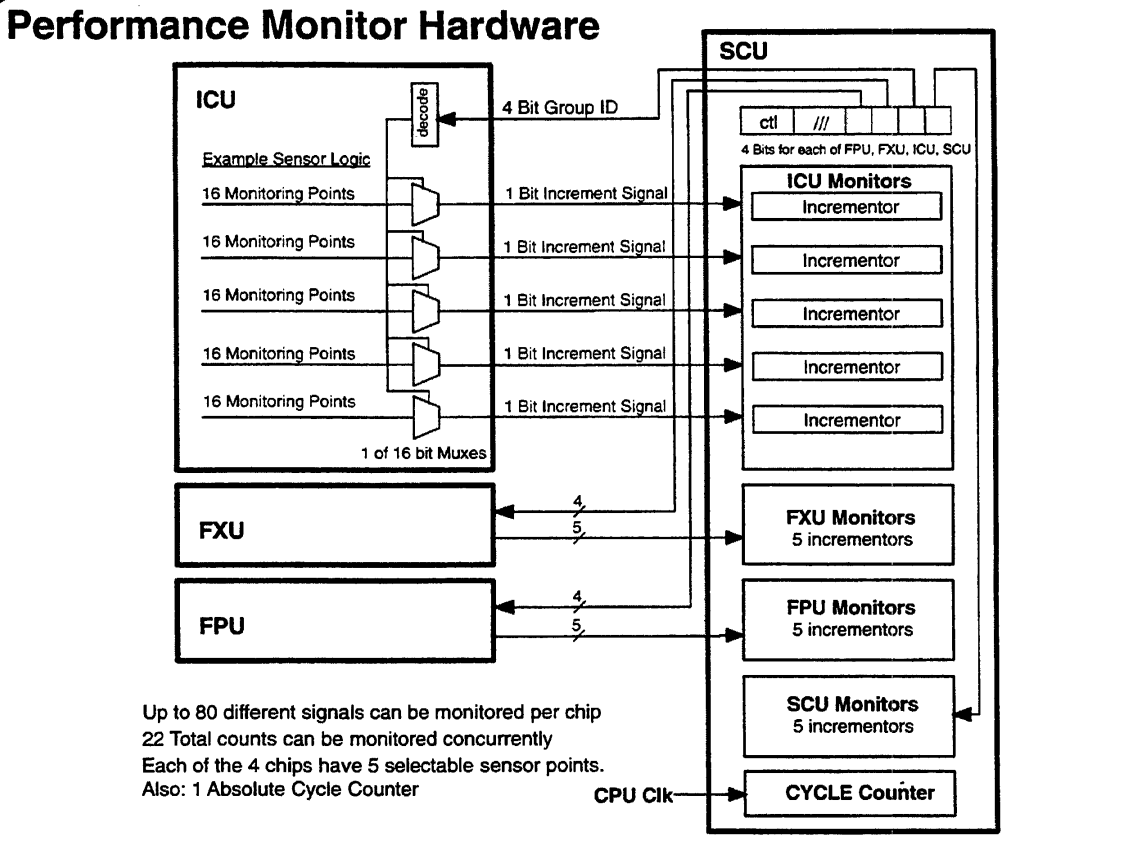 Performance Monitor Hardware
SCU
ICU
decode
4 Bit Group ID
ctl ///
4 Bits for each of FPU, FXU, ICU, SCU
Example Sensor Logic
ICU Monitors
16 Monitoring Points
1 Bit Increment Signal
Incrementor
16 Monitoring Points
1 Bit Increment Signal
Incrementor
16 Monitoring Points
1 Bit Increment Signal
Incrementor
16 Monitoring Points
1 Bit Increment Signal
Incrementor
16 Monitoring Points
1 Bit Increment Signal
Incrementor
1 of 16 bit Muxes
FXU
4
5
FXU Monitors
5 incrementors
FPU
4
5
FPU Monitors
5 incrementors
SCU Monitors
5 incrementors
Up to 80 different signals can be monitored per chip
22 Total counts can be monitored concurrently
Each of the 4 chips have 5 selectable sensor points.
Also: 1 Absolute Cycle Counter
CPU Clk
CYCLE Counter